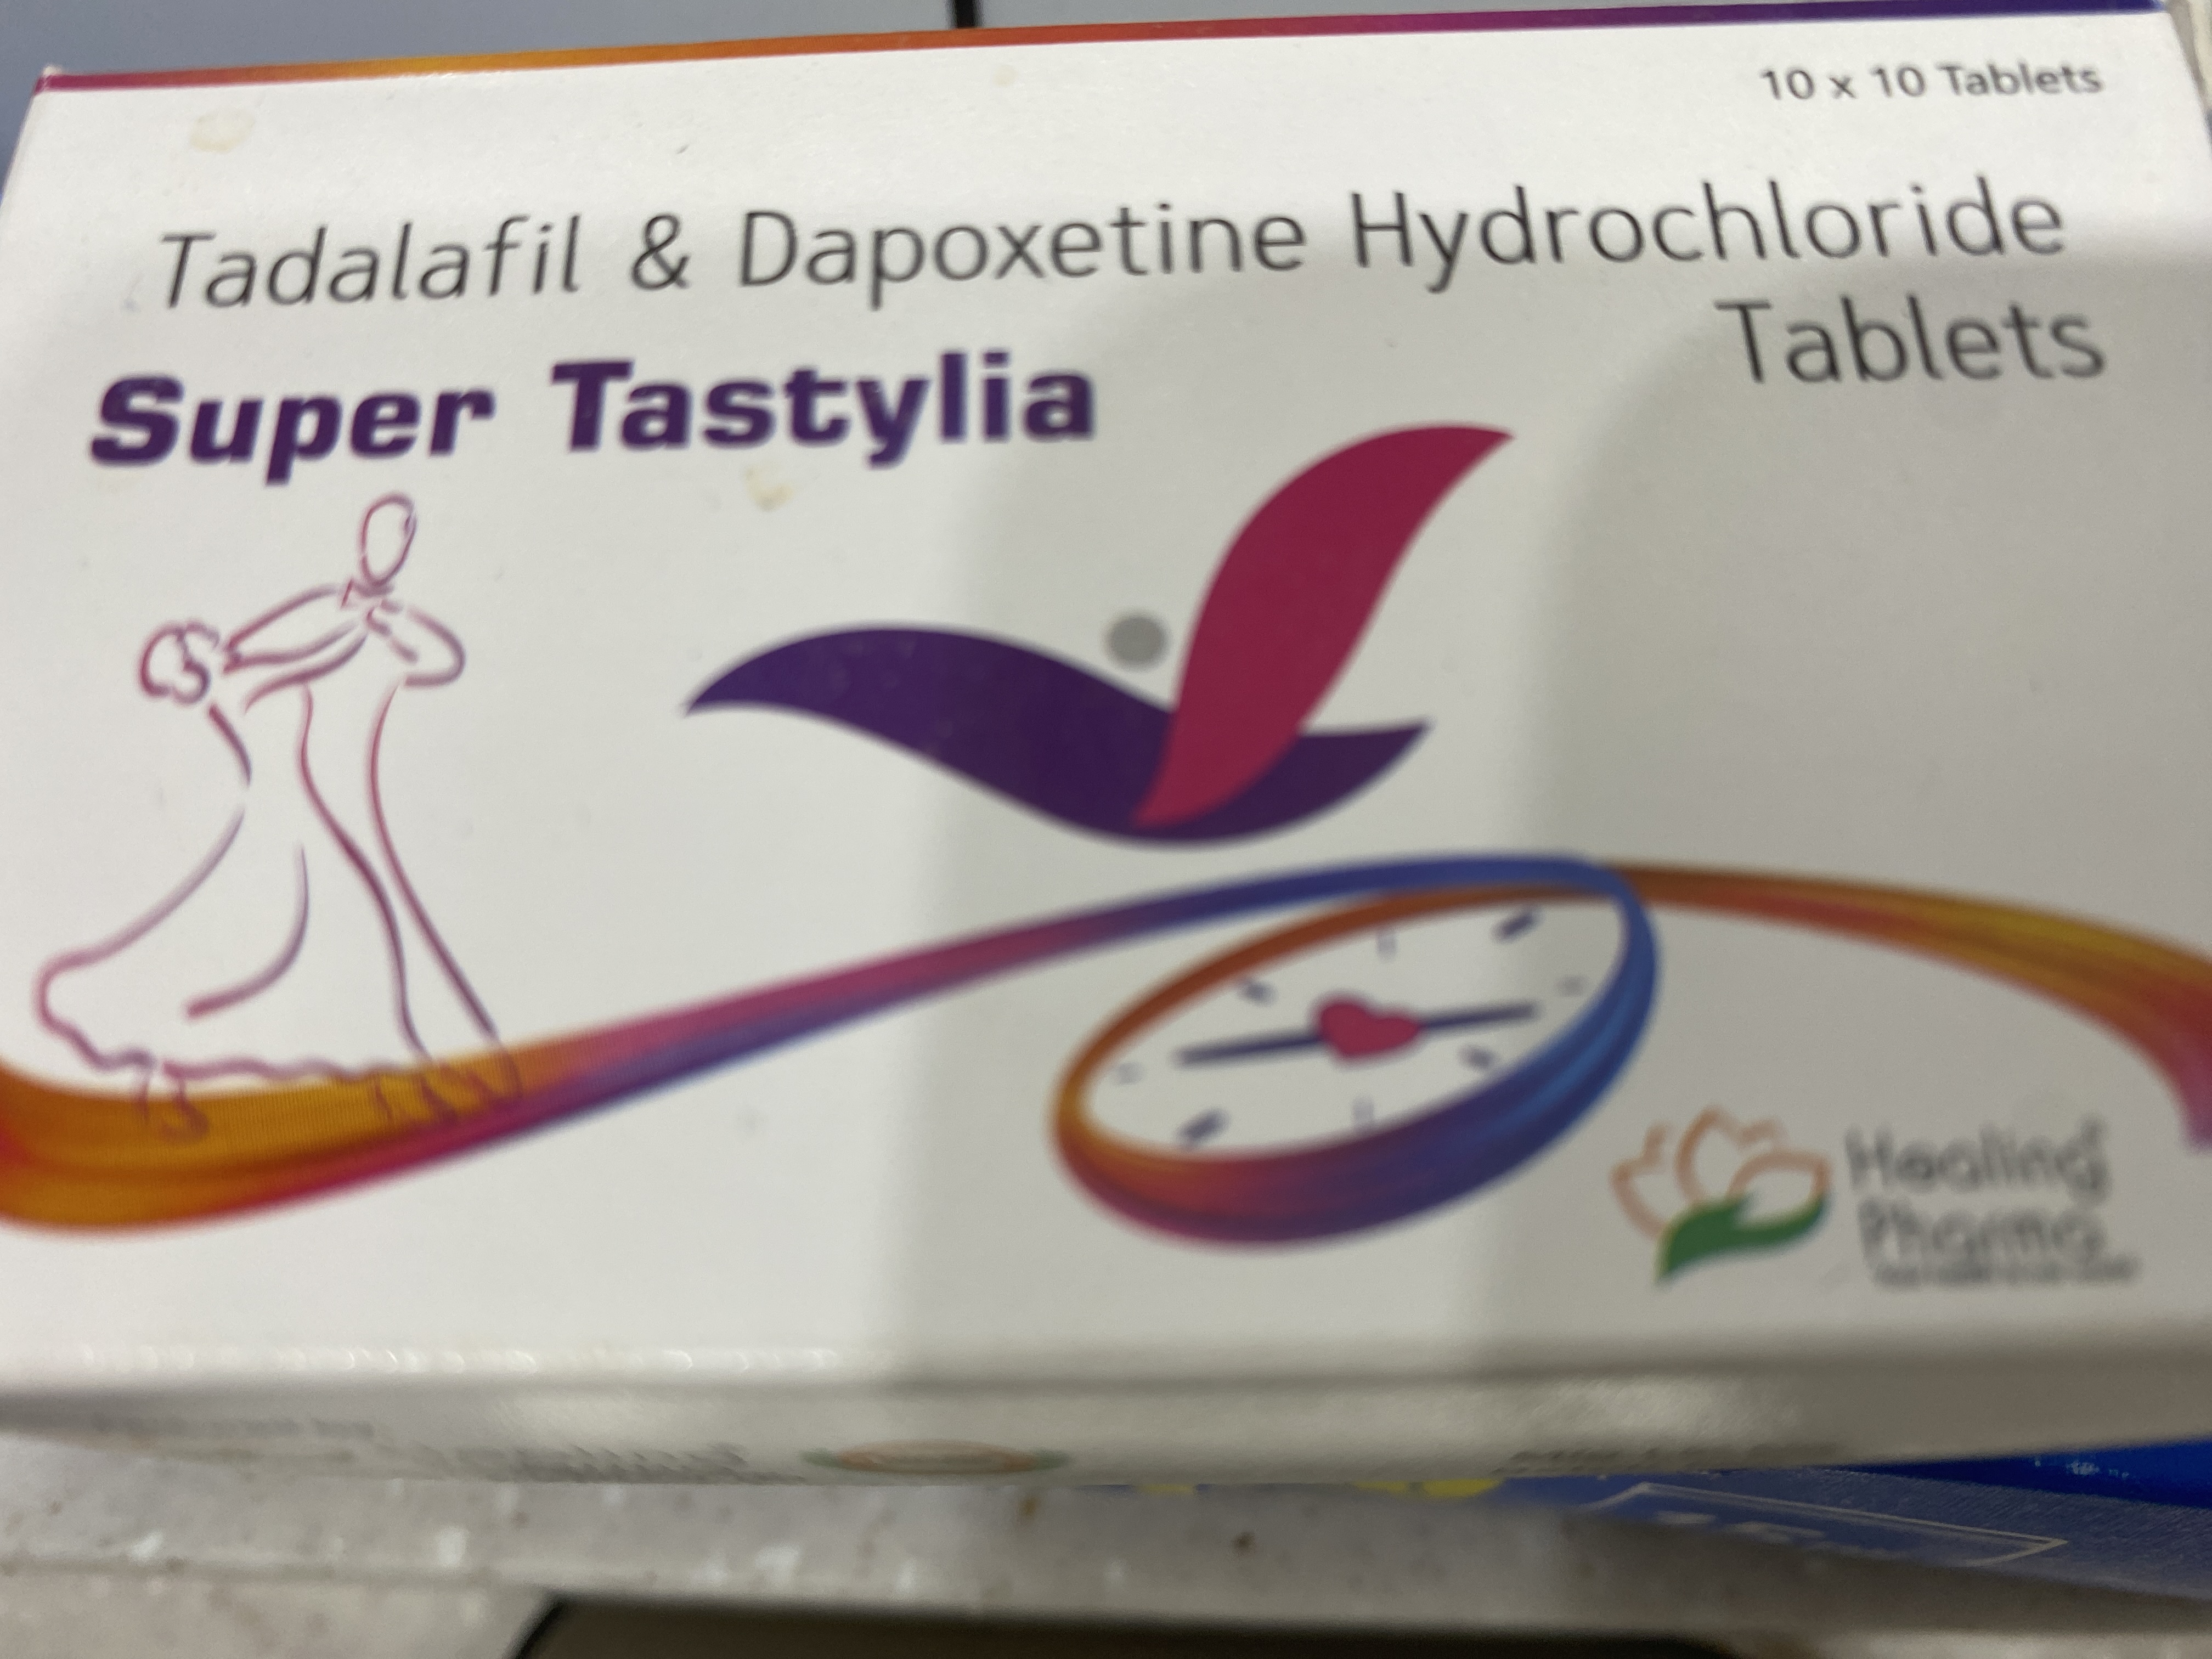 10 x 10 Tablets
Tadalafil & Dapoxetine Hydrochloride
Tablets
Super Tastylia
Healing
Pharma